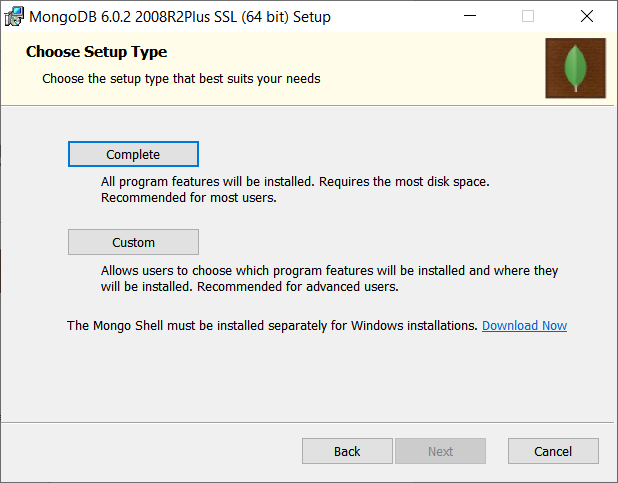 MongoDB 6.0.2 2008R2Plus SSL (64 bit) Setup
Choose Setup Type
Choose the setup type that best suits your needs
Complete
All program features will be installed. Requires the most disk space.
Recommended for most users.
Custom
Allows users to choose which program features will be installed and where they
will be installed. Recommended for advanced users.
The Mongo Shell must be installed separately for Windows installations. Download Now
Back Next Cancel